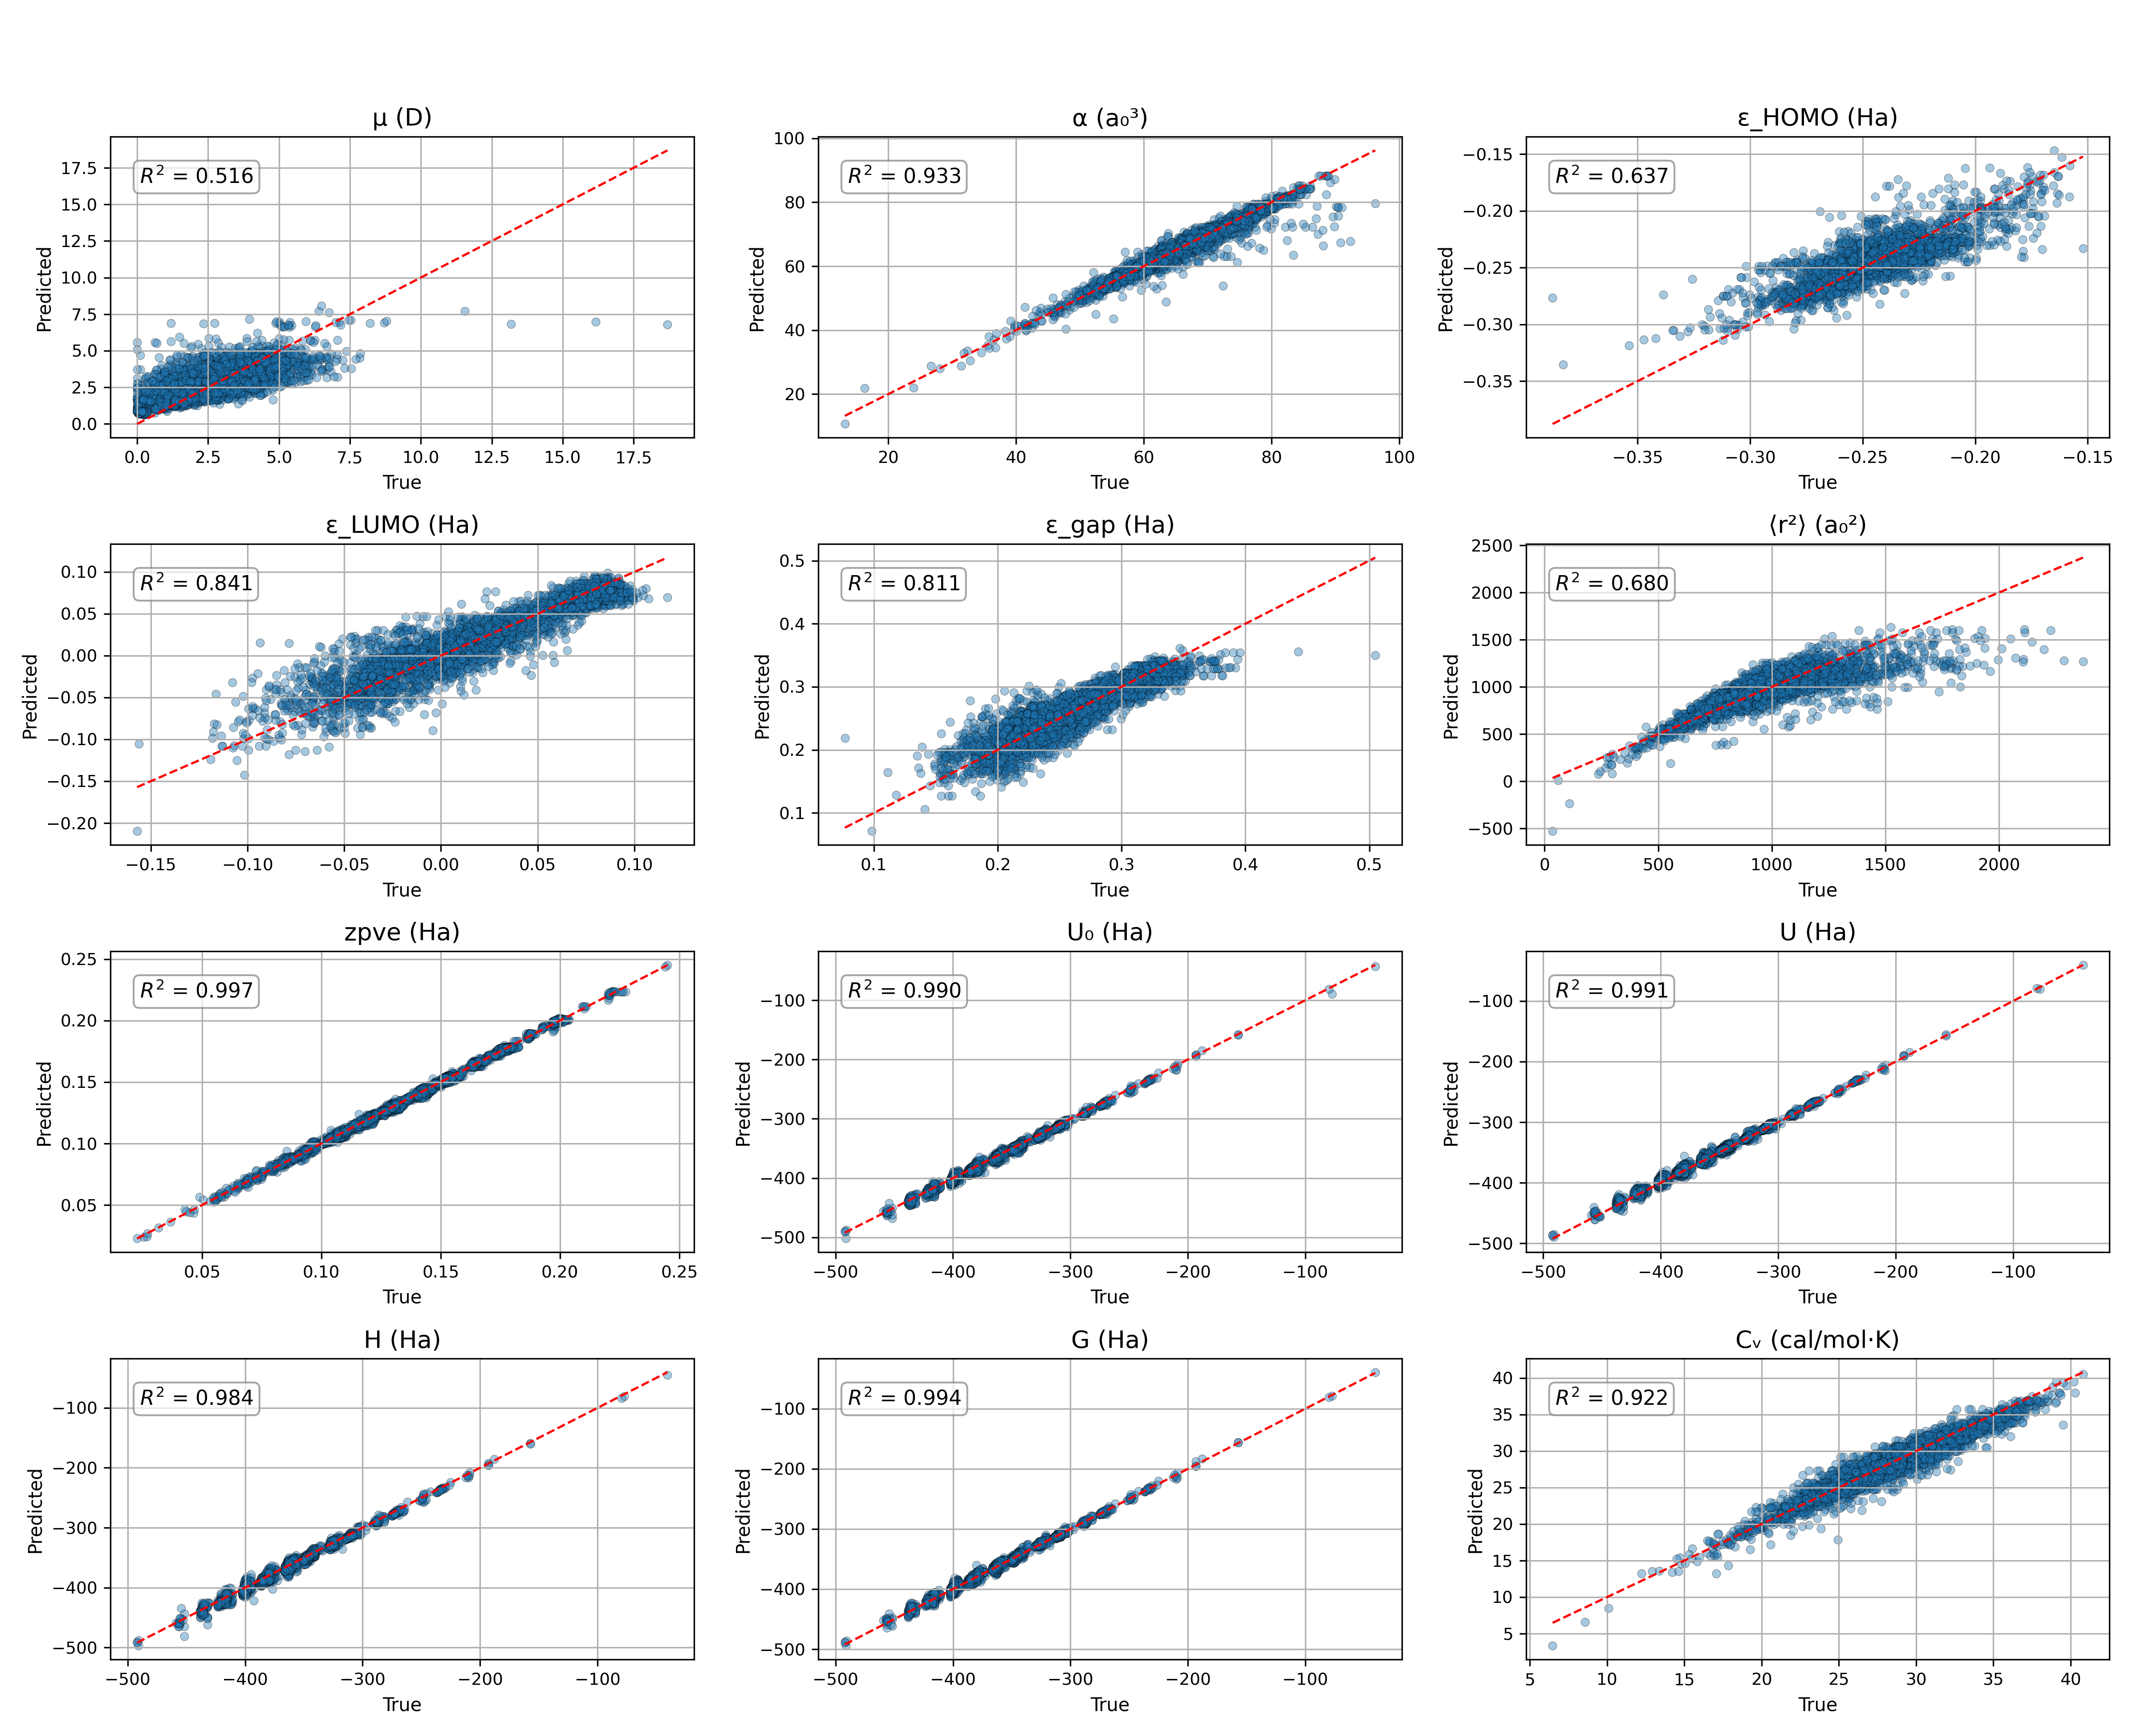 μ (D)
R² = 0.516
Predicted
17.5
15.0
12.5
10.0
7.5
5.0
2.5
0.0
0.0 2.5 5.0 7.5 10.0 12.5 15.0 17.5
True
α (a₀³)
R² = 0.933
Predicted
100
80
60
40
20
20 40 60 80 100
True
ε_HOMO (Ha)
R² = 0.637
Predicted
−0.15
−0.20
−0.25
−0.30
−0.35
−0.35 −0.30 −0.25 −0.20 −0.15
True
ε_LUMO (Ha)
R² = 0.841
Predicted
0.10
0.05
0.00
−0.05
−0.10
−0.15
−0.20
−0.15 −0.10 −0.05 0.00 0.05 0.10
True
ε_gap (Ha)
R² = 0.811
Predicted
0.5
0.4
0.3
0.2
0.1
0.1 0.2 0.3 0.4 0.5
True
⟨r²⟩ (a₀²)
R² = 0.680
Predicted
2500
2000
1500
1000
500
0
−500
0 500 1000 1500 2000
True
zpve (Ha)
R² = 0.997
Predicted
0.25
0.20
0.15
0.10
0.05
0.05 0.10 0.15 0.20 0.25
True
U₀ (Ha)
R² = 0.990
Predicted
−100
−200
−300
−400
−500
−500 −400 −300 −200 −100
True
U (Ha)
R² = 0.991
Predicted
−100
−200
−300
−400
−500
−500 −400 −300 −200 −100
True
H (Ha)
R² = 0.984
Predicted
−100
−200
−300
−400
−500
−500 −400 −300 −200 −100
True
G (Ha)
R² = 0.994
Predicted
−100
−200
−300
−400
−500
−500 −400 −300 −200 −100
True
Cᵥ (cal/mol·K)
R² = 0.922
Predicted
40
35
30
25
20
15
10
5
5 10 15 20 25 30 35 40
True